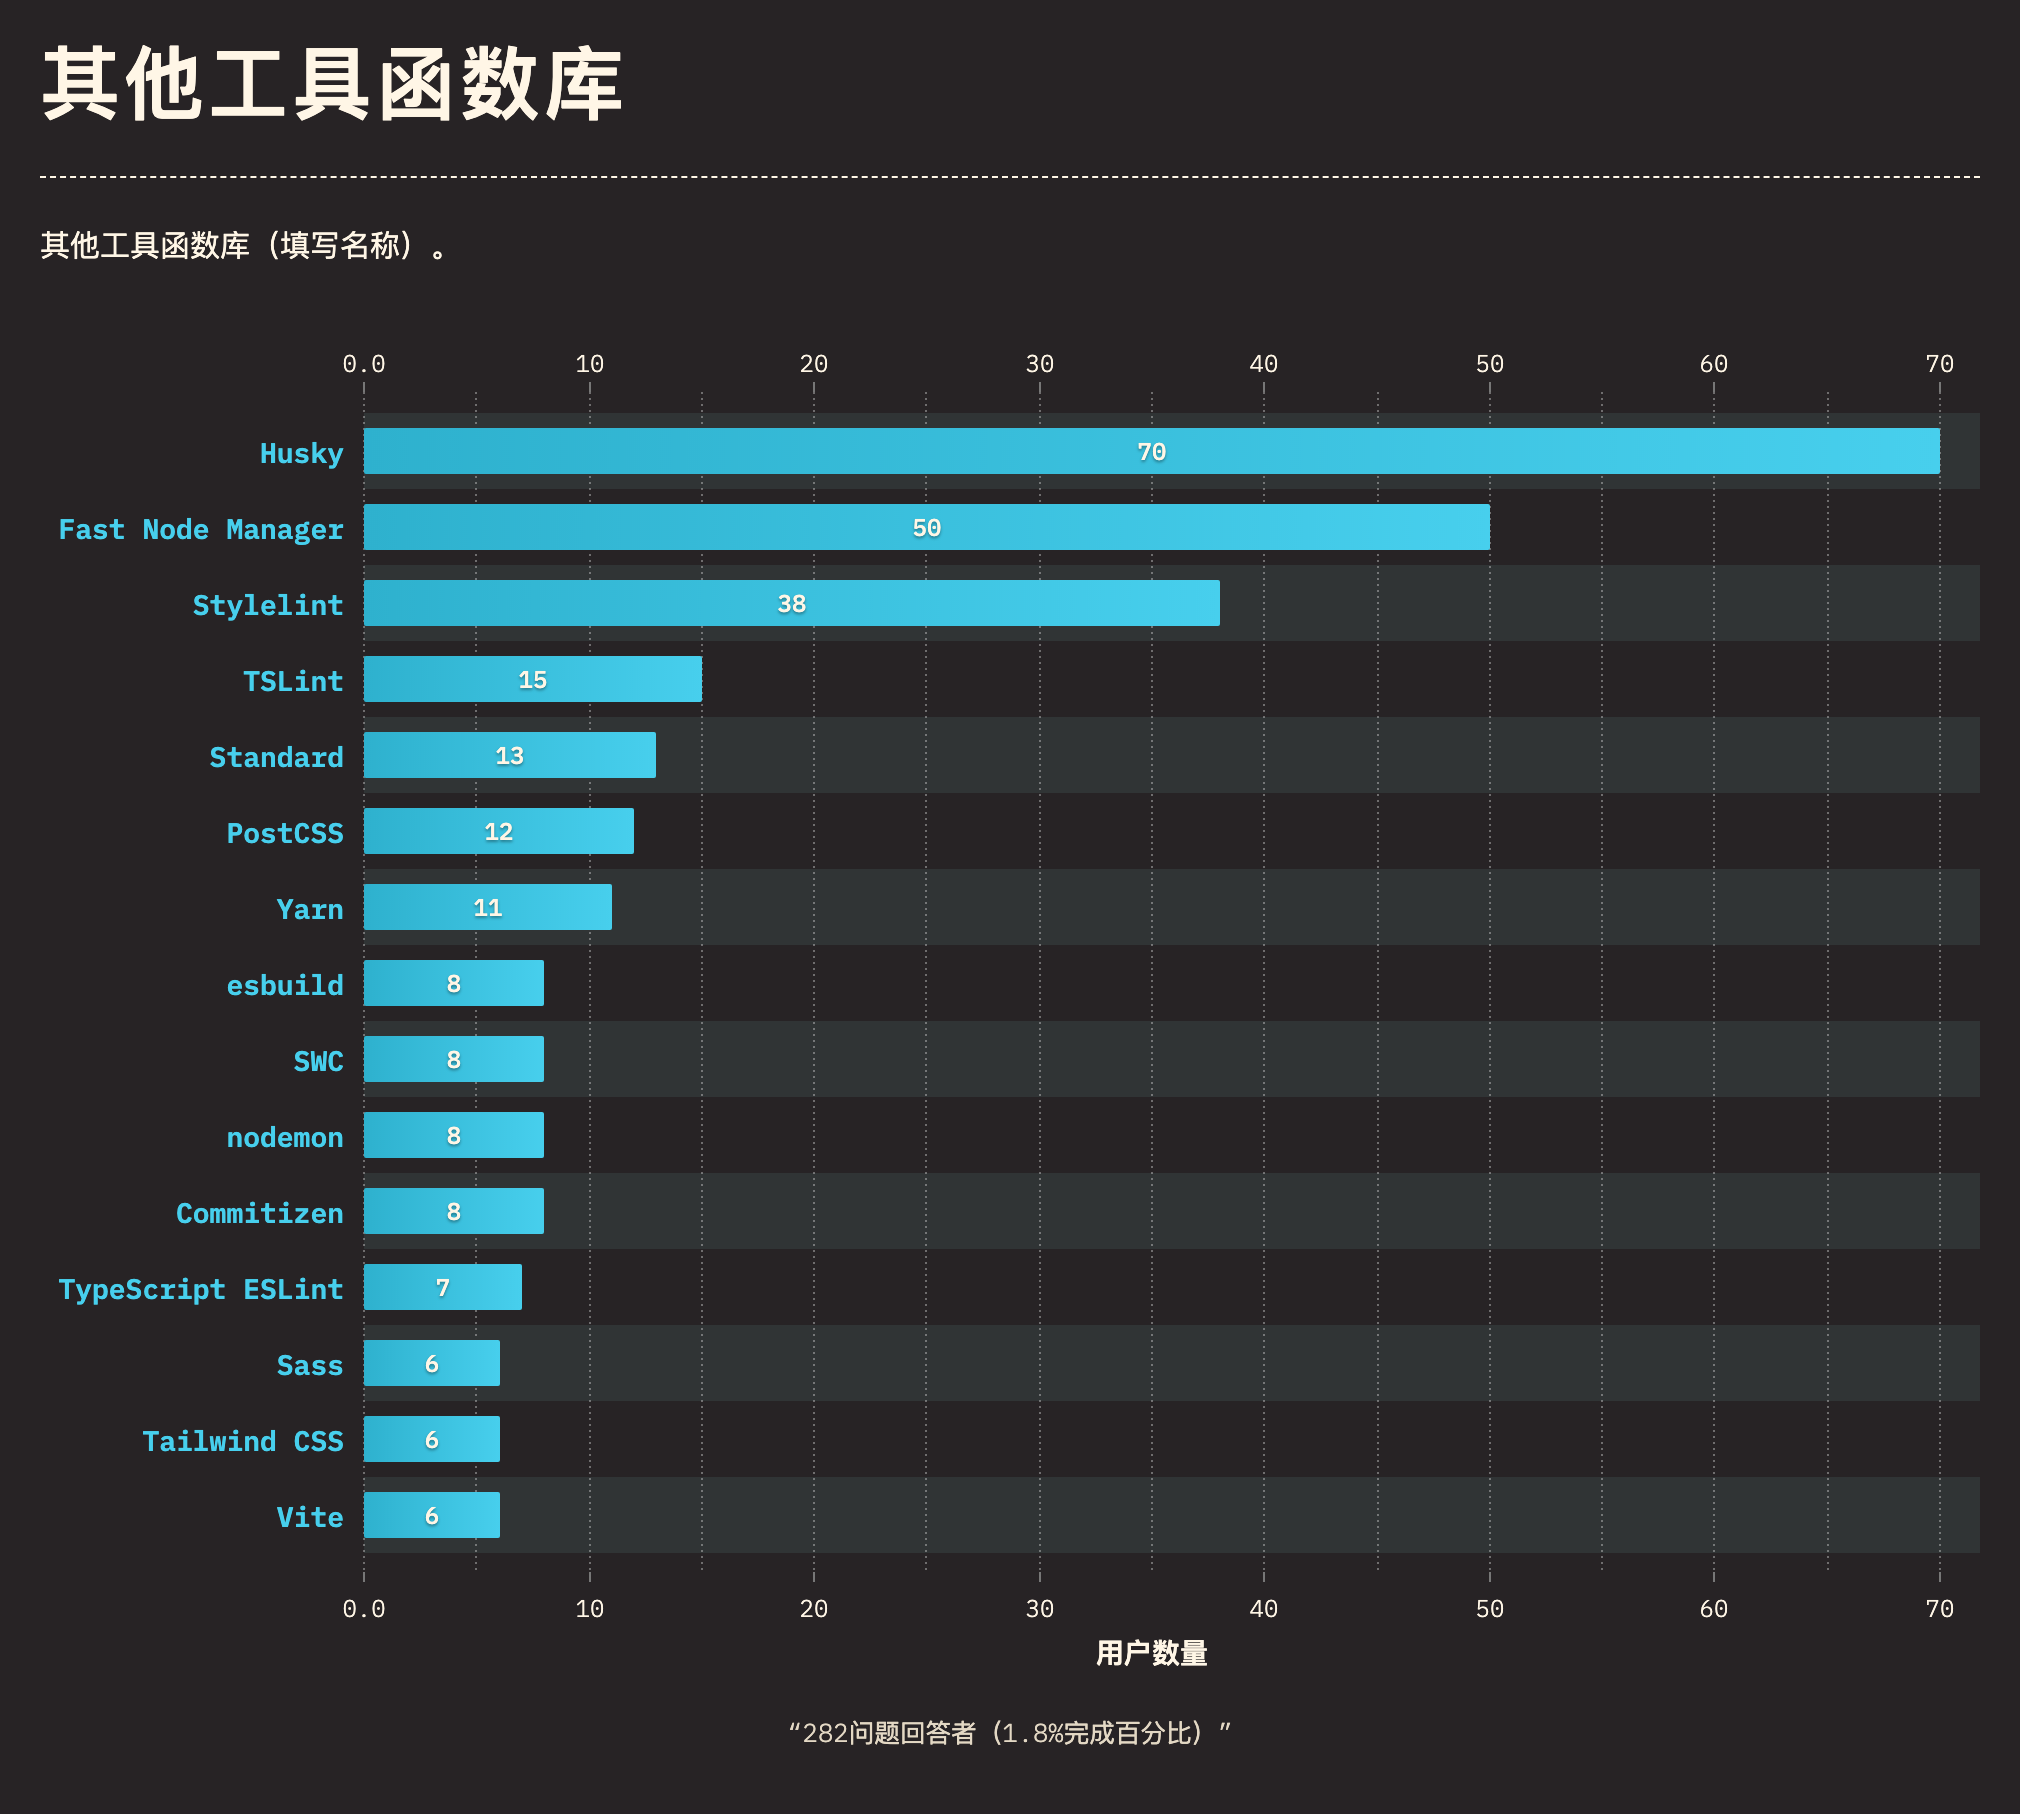 其他工具函数库
其他工具函数库（填写名称）。
0.0 10 20 30 40 50 60 70
Husky 70
Fast Node Manager 50
Stylelint 38
TSLint 15
Standard 13
PostCSS 12
Yarn 11
esbuild 8
SWC 8
nodemon 8
Commitizen 8
TypeScript ESLint 7
Sass 6
Tailwind CSS 6
Vite 6
0.0 10 20 30 40 50 60 70
用户数量
“282问题回答者（1.8%完成百分比）”